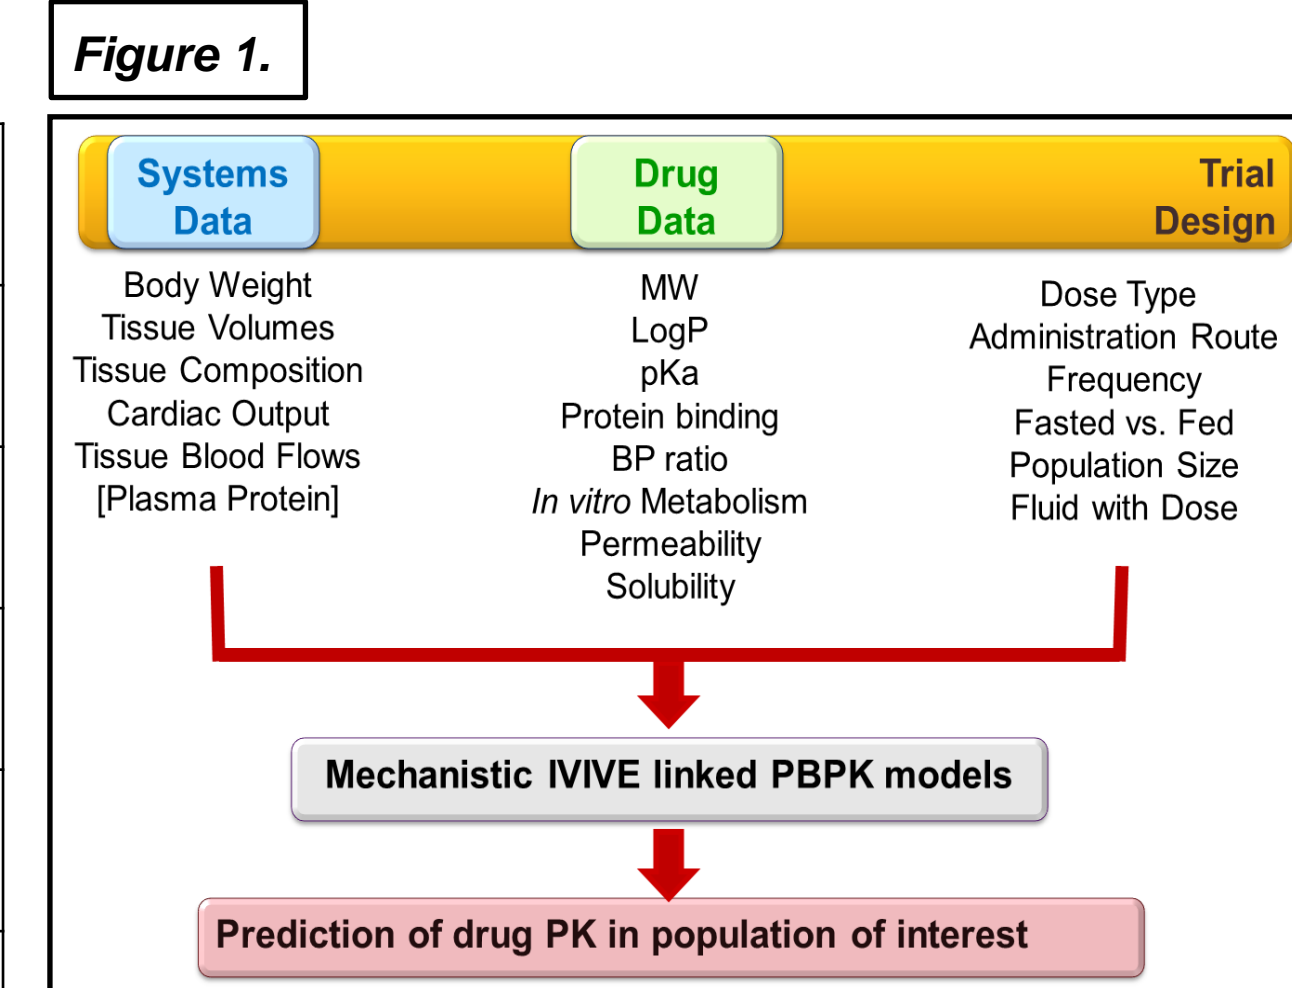 Figure 1.
Systems
Data
Drug
Data
Trial
Design
Body Weight
Tissue Volumes
Tissue Composition
Cardiac Output
Tissue Blood Flows
[Plasma Protein]
MW
LogP
pKa
Protein binding
BP ratio
In vitro Metabolism
Permeability
Solubility
Dose Type
Administration Route
Frequency
Fasted vs. Fed
Population Size
Fluid with Dose
Mechanistic IVIVE linked PBPK models
Prediction of drug PK in population of interest